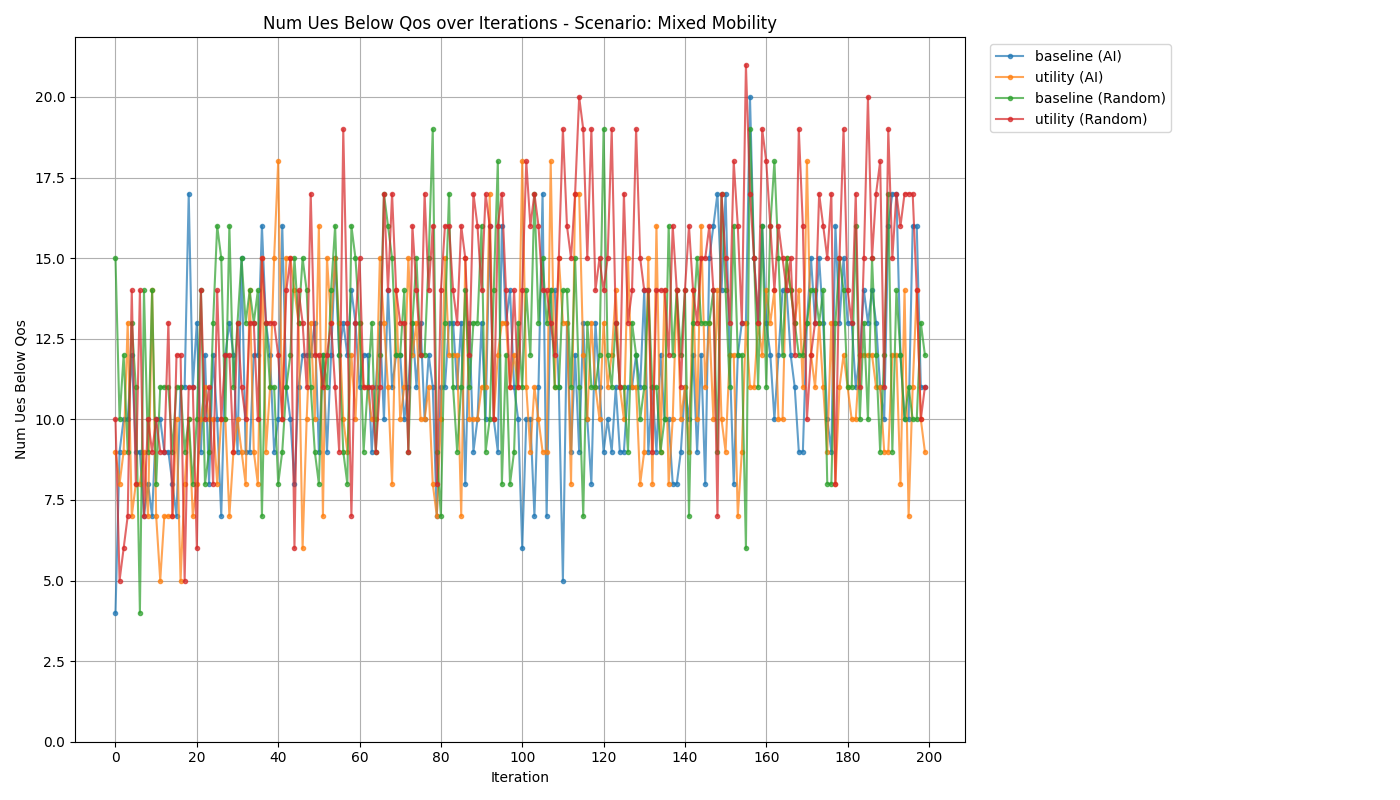 Num Ues Below Qos over Iterations - Scenario: Mixed Mobility
baseline (AI)
utility (AI)
baseline (Random)
utility (Random)
Num Ues Below Qos
20.0
17.5
15.0
12.5
10.0
7.5
5.0
2.5
0.0
0 20 40 60 80 100 120 140 160 180 200
Iteration